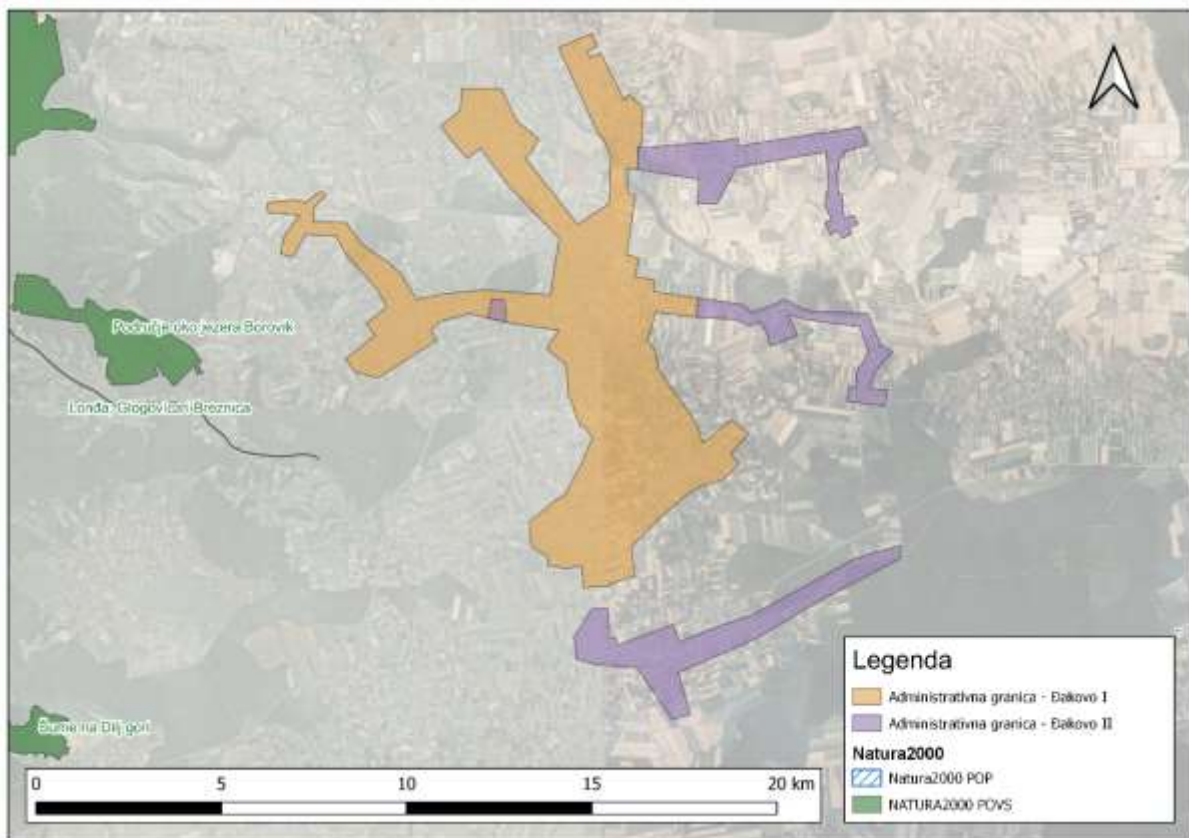 Područje oko jezera Borovik
Lonđa, Glogovica i Breznica
Šume na Dilj gori
Legenda
Administrativna granica - Đakovo I
Administrativna granica - Đakovo II
Natura2000
Natura2000 POP
NATURA2000 POVS
0 5 10 15 20 km